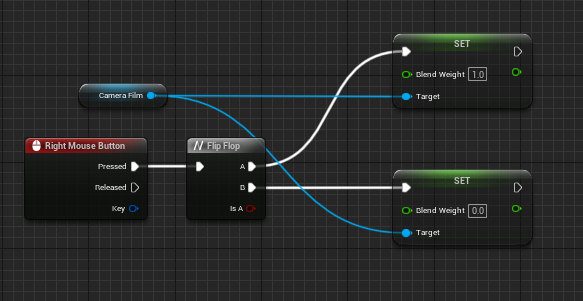 SET
Blend Weight 1.0
Target
Camera Film
Right Mouse Button
Pressed
Released
Key
Flip Flop
A
B
Is A
SET
Blend Weight 0.0
Target